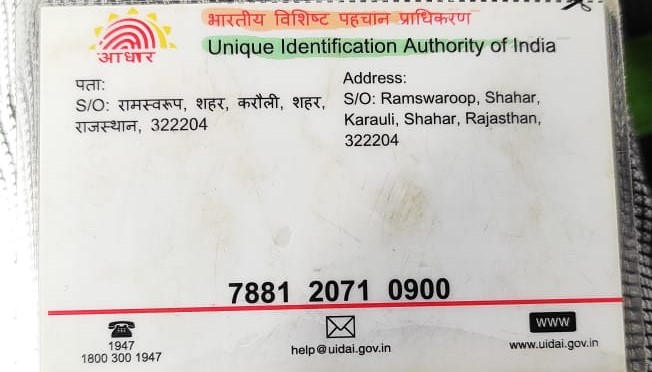 आधार
भारतीय विशिष्ट पहचान प्राधिकरण
Unique Identification Authority of India
पता:
S/O: रामस्वरूप, शहर, करौली, शहर,
राजस्थान, 322204
Address:
S/O: Ramswaroop, Shahar,
Karauli, Shahar, Rajasthan,
322204
7881 2071 0900
1947
1800 300 1947
help@uidai.gov.in
WWW
www.uidai.gov.in